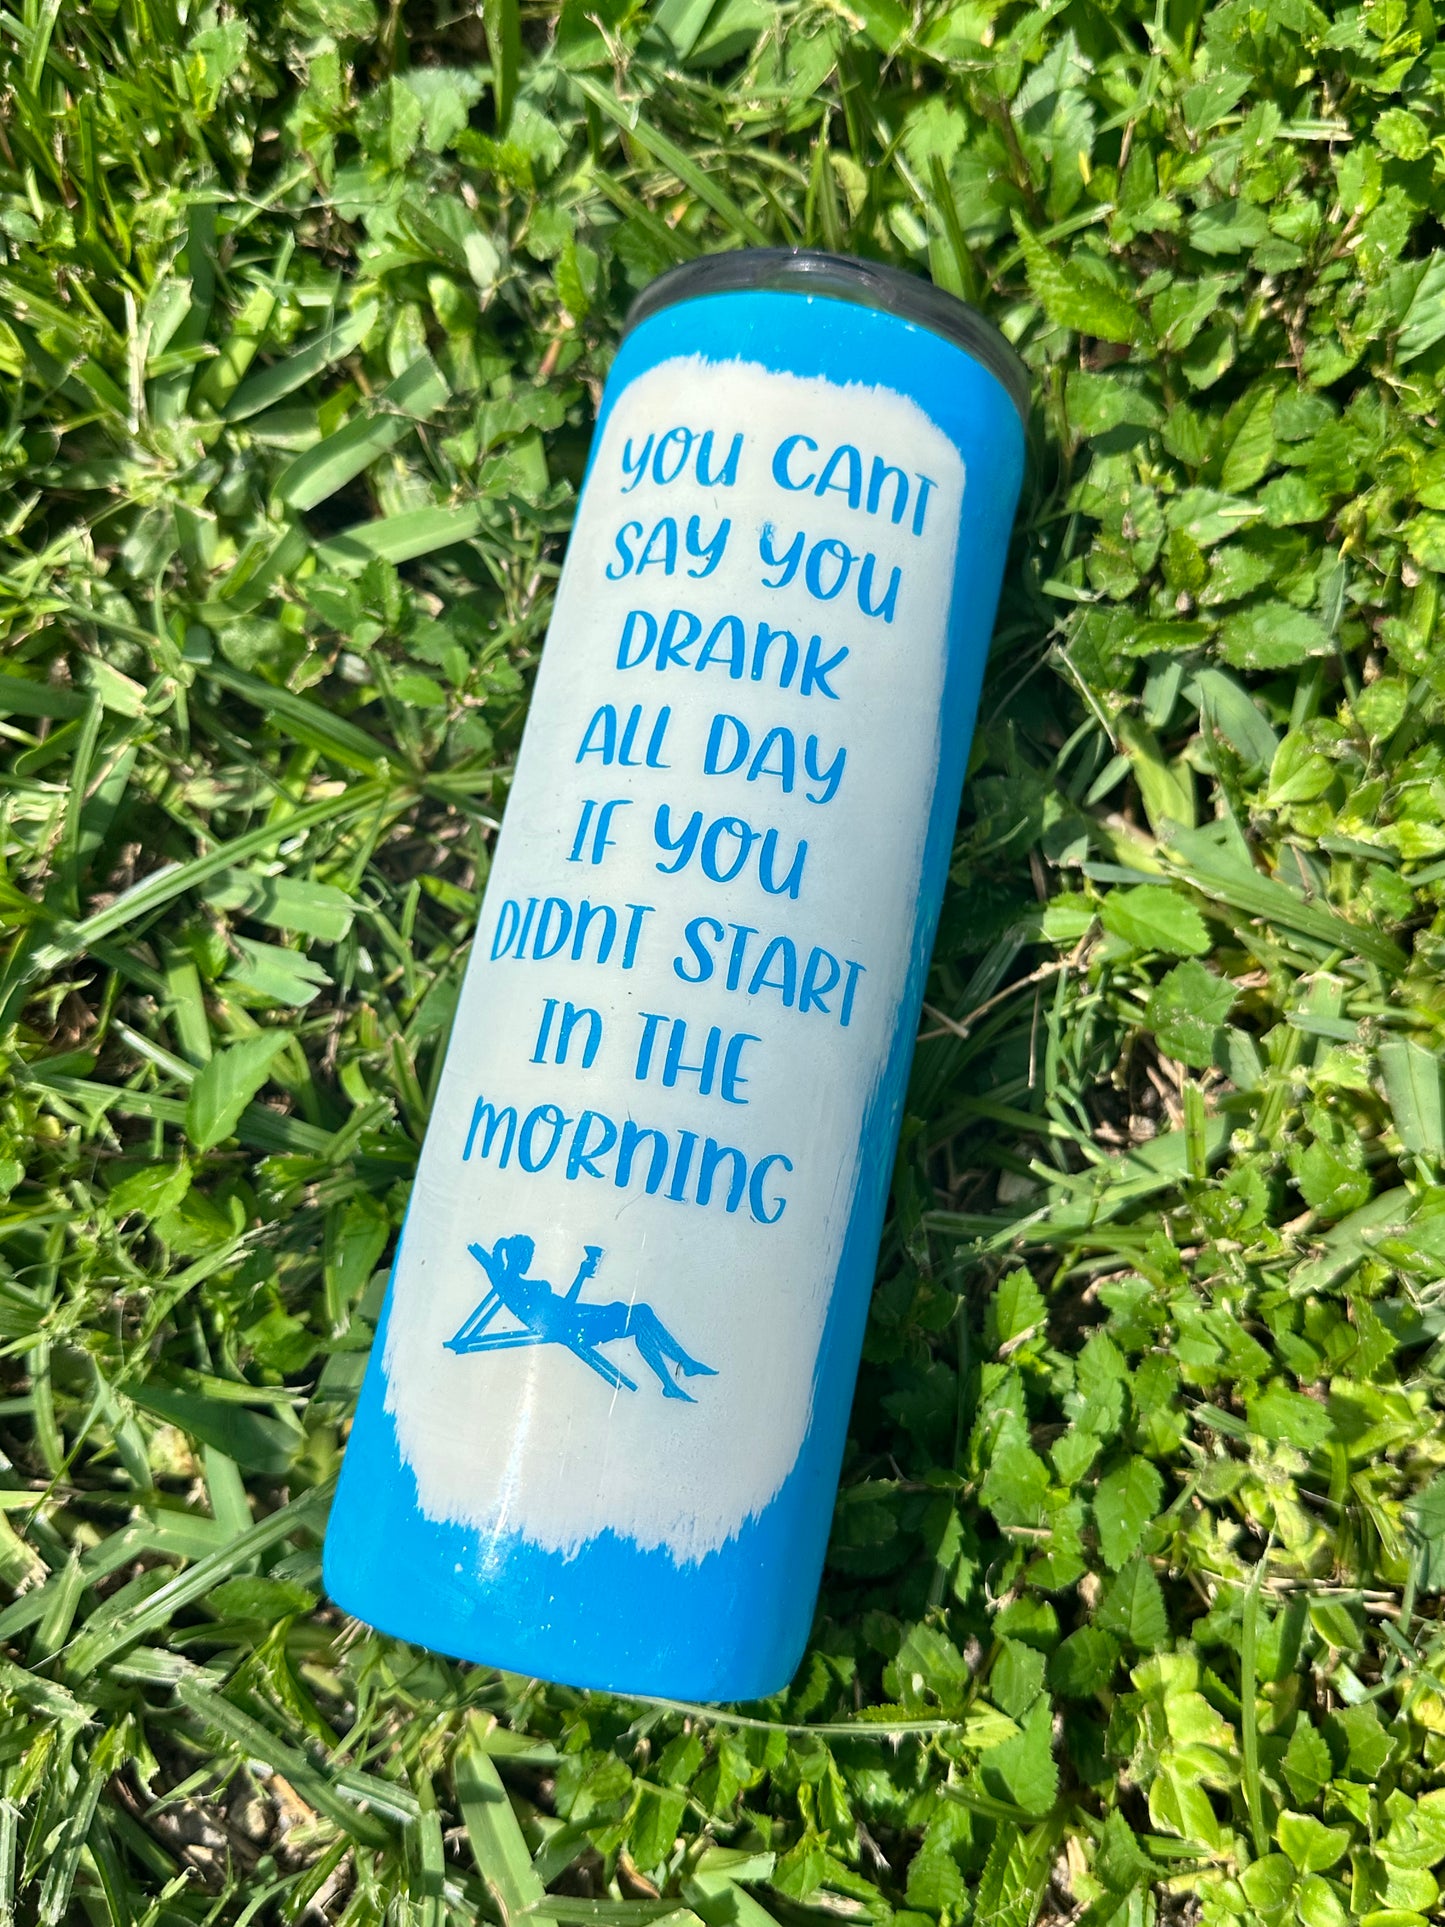 YOU CANT
SAY YOU
DRANK
ALL DAY
IF YOU
DIDNT START
IN THE
MORNING